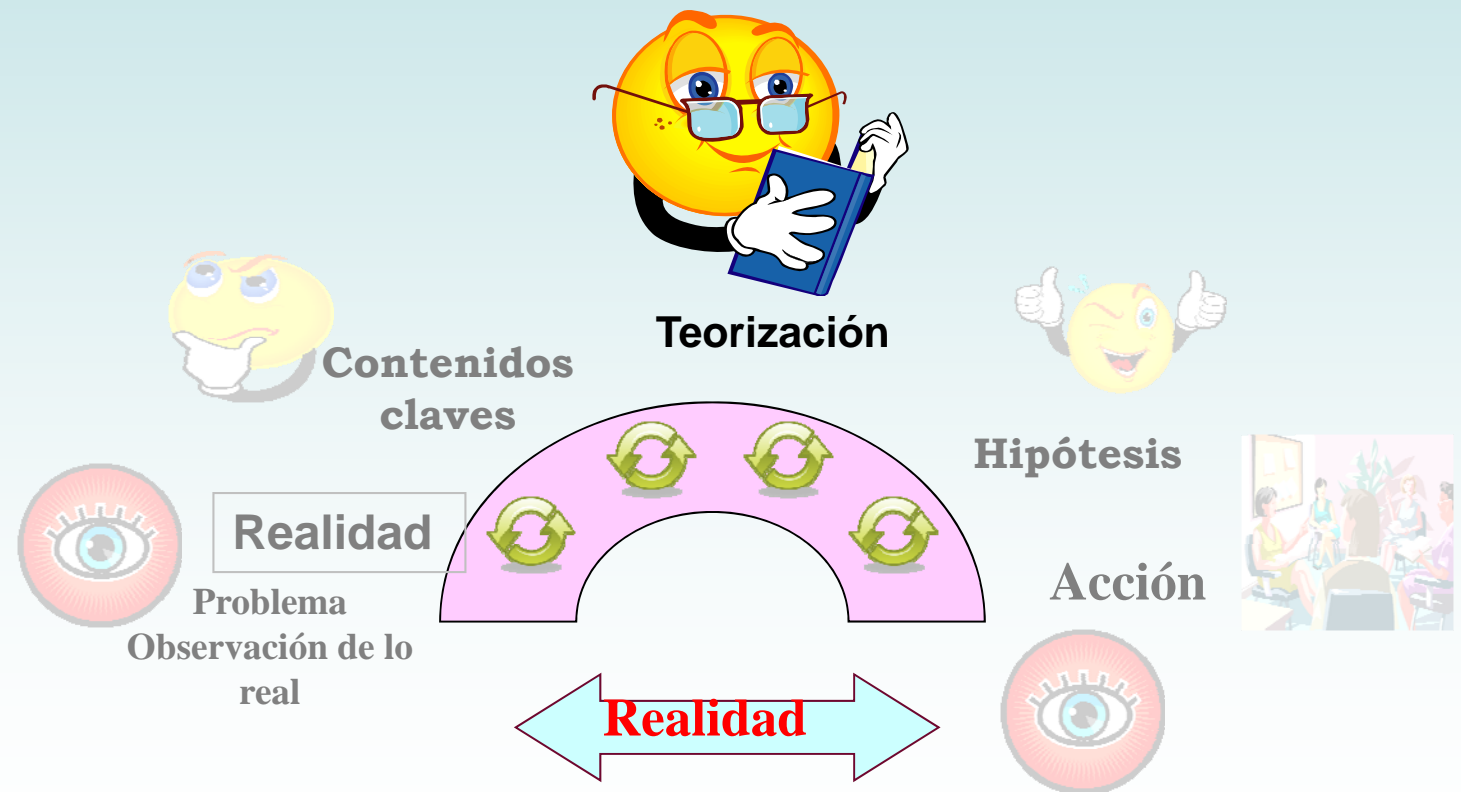 Teorización
Contenidos
claves
Hipótesis
Realidad
Problema
Observación de lo
real
Acción
Realidad